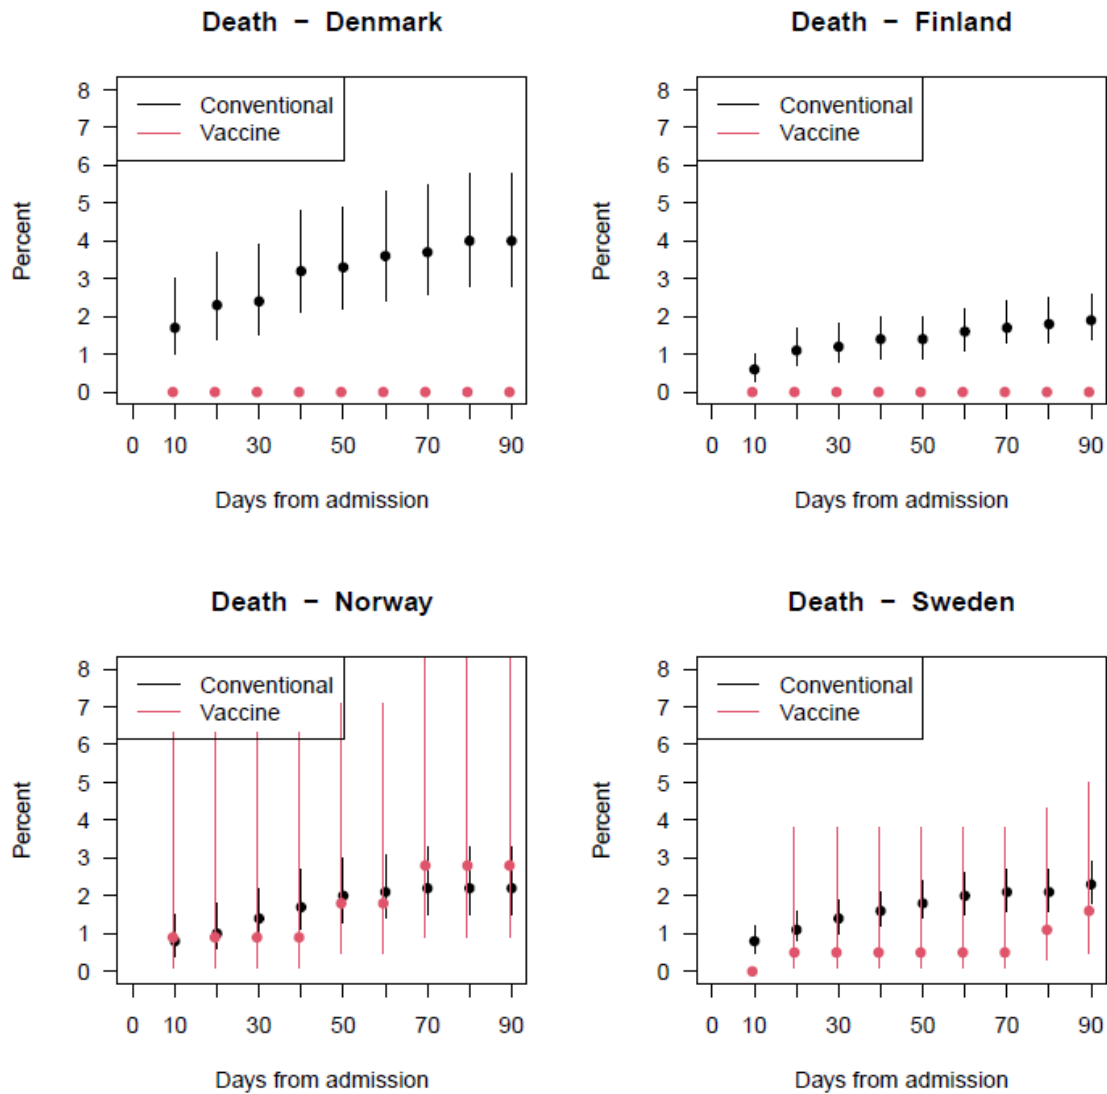 Death − Denmark
Conventional
Vaccine
8
7
6
5
4
3
2
1
0
Percent
0 10 30 50 70 90
Days from admission
Death − Finland
Conventional
Vaccine
8
7
6
5
4
3
2
1
0
Percent
0 10 30 50 70 90
Days from admission
Death − Norway
Conventional
Vaccine
8
7
6
5
4
3
2
1
0
Percent
0 10 30 50 70 90
Days from admission
Death − Sweden
Conventional
Vaccine
8
7
6
5
4
3
2
1
0
Percent
0 10 30 50 70 90
Days from admission